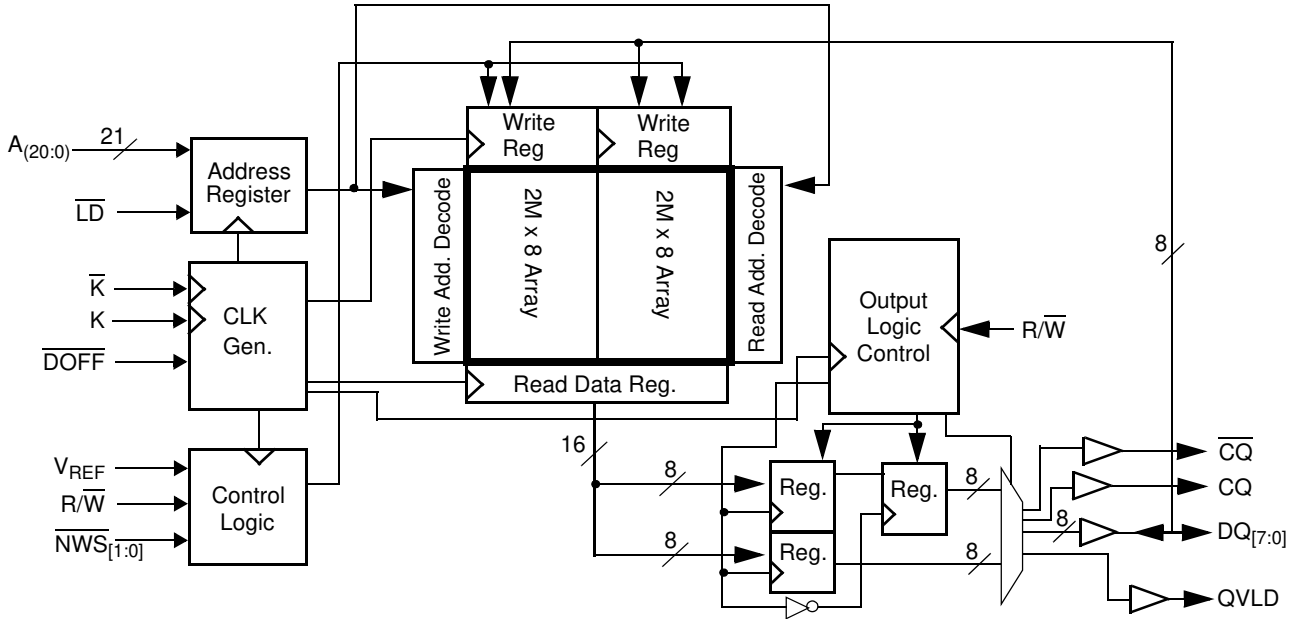 A(20:0)
21
LD
Address
Register
K
K
DOFF
CLK
Gen.
VREF
R/W
NWS[1:0]
Control
Logic
Write
Reg
Write
Reg
Write Add. Decode
2M x 8 Array
2M x 8 Array
Read Add. Decode
Read Data Reg.
16
8
8
Output
Logic
Control
R/W
8
Reg.
Reg.
Reg.
8
8
8
CQ
CQ
DQ[7:0]
QVLD